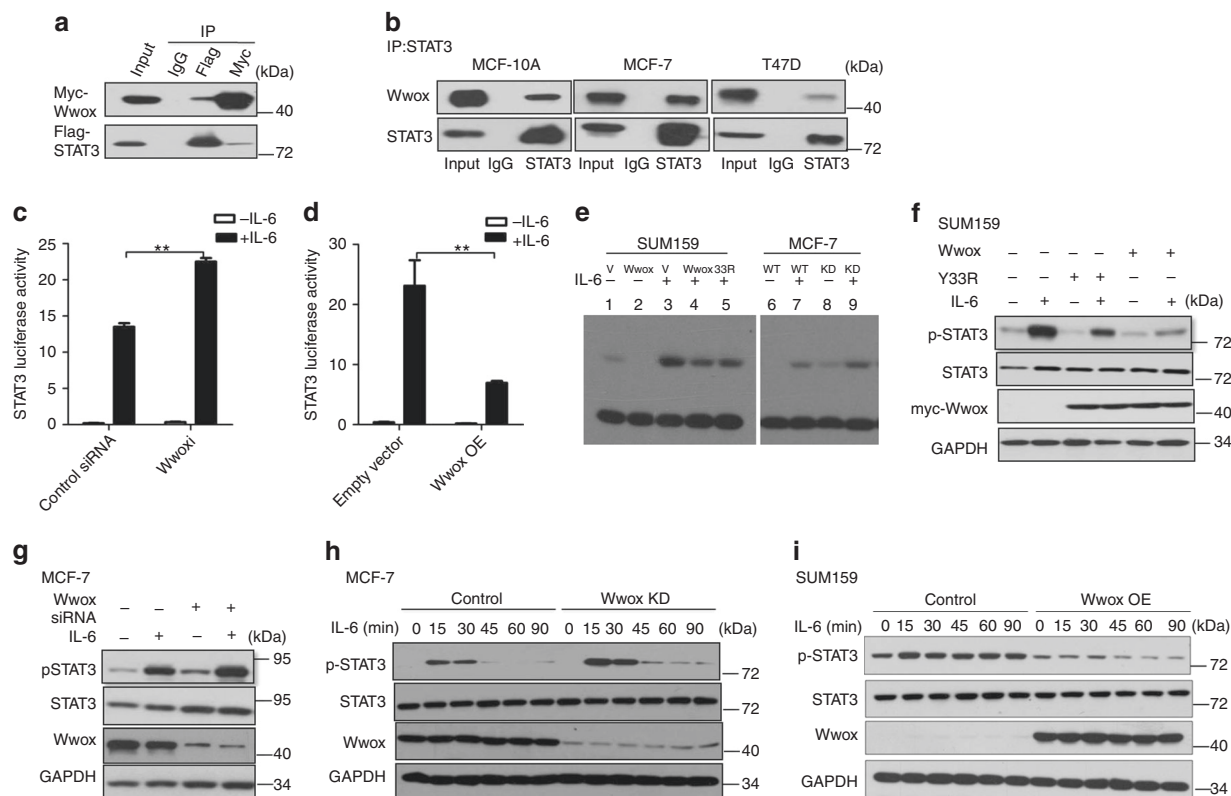 a
IP
Input
IgG
Flag
Myc
(kDa)
Myc-
Wwox
40
Flag-
STAT3
72
b
IP:STAT3
MCF-10A MCF-7 T47D (kDa)
Wwox
40
STAT3
72
Input IgG STAT3 Input IgG STAT3 Input IgG STAT3
c
–IL-6
+IL-6
STAT3 luciferase activity
25
20
15
10
5
0
**
Control siRNA
Wwoxi
d
–IL-6
+IL-6
STAT3 luciferase activity
30
20
10
0
**
Empty vector
Wwox OE
e
SUM159 MCF-7
V Wwox V Wwox 33R WT WT KD KD
IL-6 – – + + + – + – +
1 2 3 4 5 6 7 8 9
f
SUM159
Wwox – – – – + +
Y33R – – + + – –
IL-6 – + – + – + (kDa)
p-STAT3
72
STAT3
72
myc-Wwox
40
GAPDH
34
g
MCF-7
Wwox
siRNA – – + +
IL-6 – + – + (kDa)
pSTAT3
95
STAT3
95
Wwox
40
GAPDH
34
h
MCF-7
Control Wwox KD
IL-6 (min) 0 15 30 45 60 90 0 15 30 45 60 90 (kDa)
p-STAT3
72
STAT3
72
Wwox
40
GAPDH
34
i
SUM159
Control Wwox OE
IL-6 (min) 0 15 30 45 60 90 0 15 30 45 60 90 (kDa)
p-STAT3
72
STAT3
72
Wwox
40
GAPDH
34